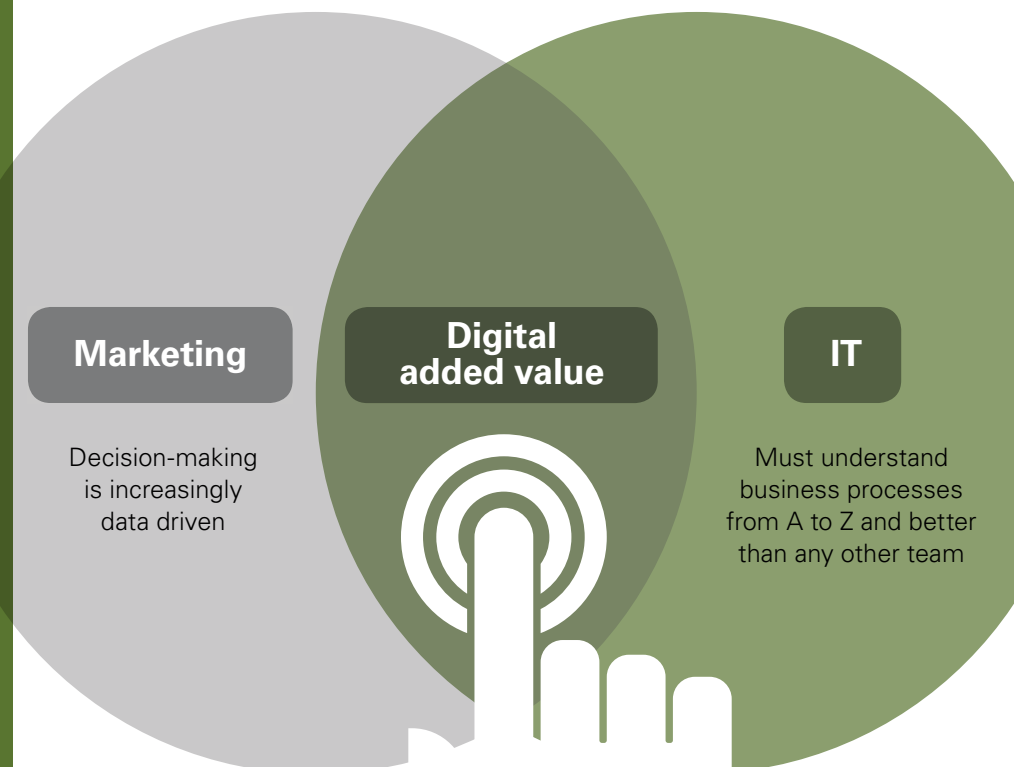 Marketing
Decision-making
is increasingly
data driven
Digital
added value
IT
Must understand
business processes
from A to Z and better
than any other team